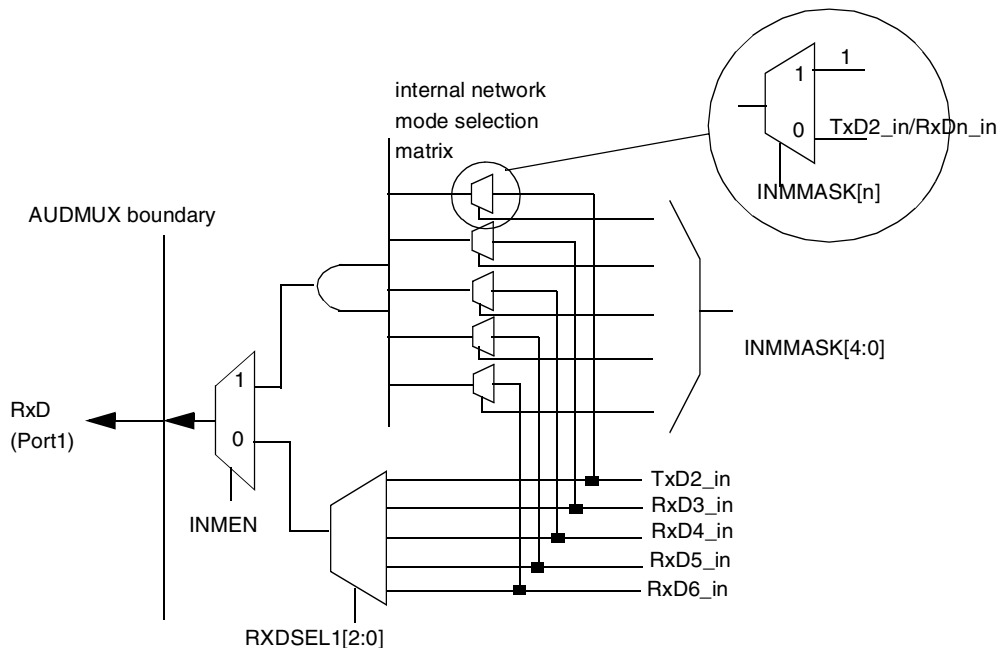 internal network
mode selection
matrix
1
1
0
TxD2_in/RxDn_in
INMMASK[n]
AUDMUX boundary
INMMASK[4:0]
1
0
RxD
(Port1)
INMEN
TxD2_in
RxD3_in
RxD4_in
RxD5_in
RxD6_in
RXDSEL1[2:0]